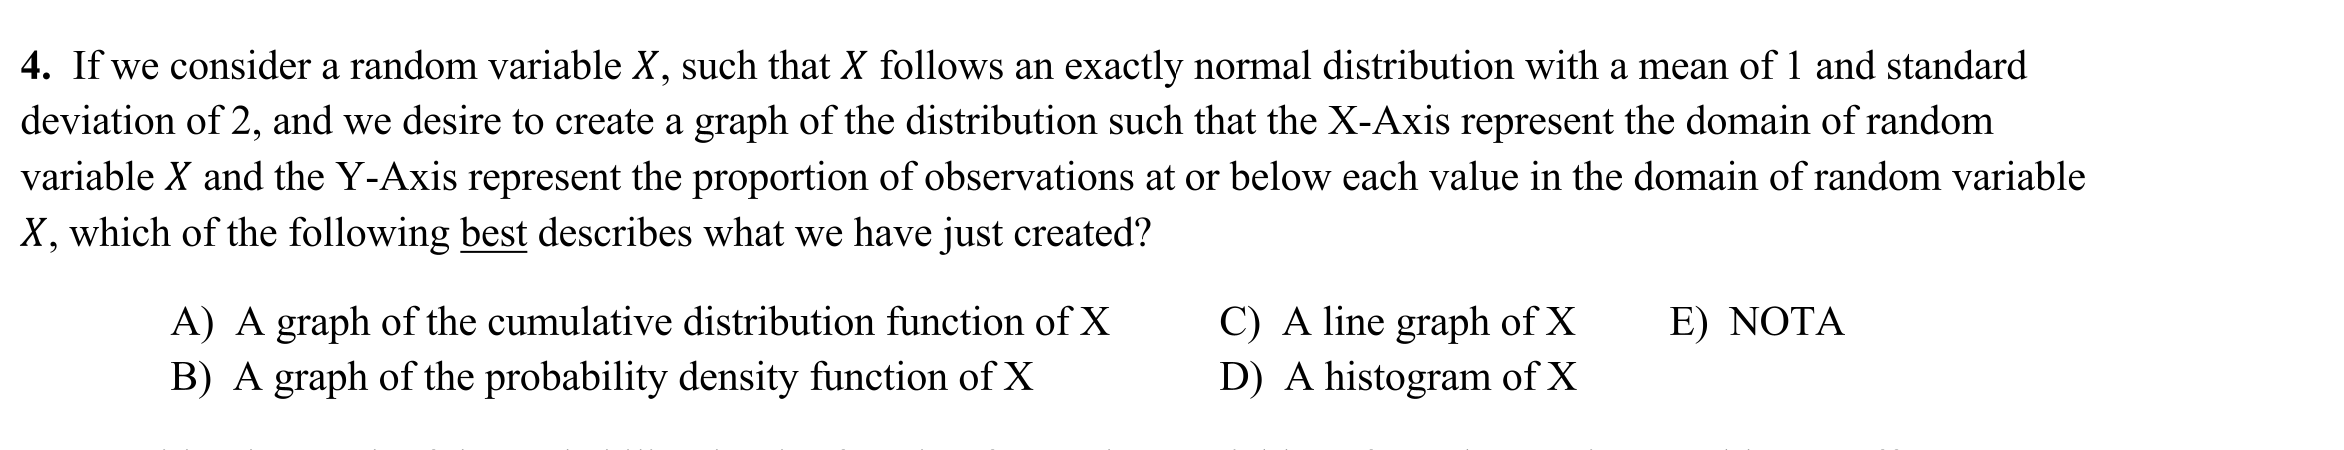 4. If we consider a random variable X, such that X follows an exactly normal distribution with a mean of 1 and standard
deviation of 2, and we desire to create a graph of the distribution such that the X-Axis represent the domain of random
variable X and the Y-Axis represent the proportion of observations at or below each value in the domain of random variable
X, which of the following best describes what we have just created?
A) A graph of the cumulative distribution function of X C) A line graph of X E) NOTA
B) A graph of the probability density function of X D) A histogram of X